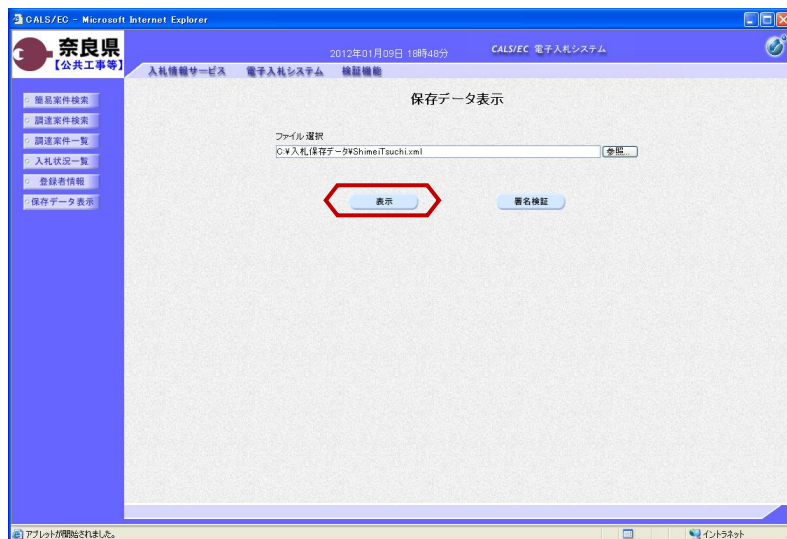 CALS/EC - Microsoft Internet Explorer
奈良県
【公共工事等】
2012年01月09日 18時48分
CALS/EC 電子入札システム
入札情報サービス 電子入札システム 検証機能
簡易案件検索
調達案件検索
調達案件一覧
入札状況一覧
登録者情報
保存データ表示
保存データ表示
ファイル選択
C:¥入札保存データ¥ShimeiTsuchi.xml
参照...
表示
署名検証
アプレットが開始されました。
イントラネット